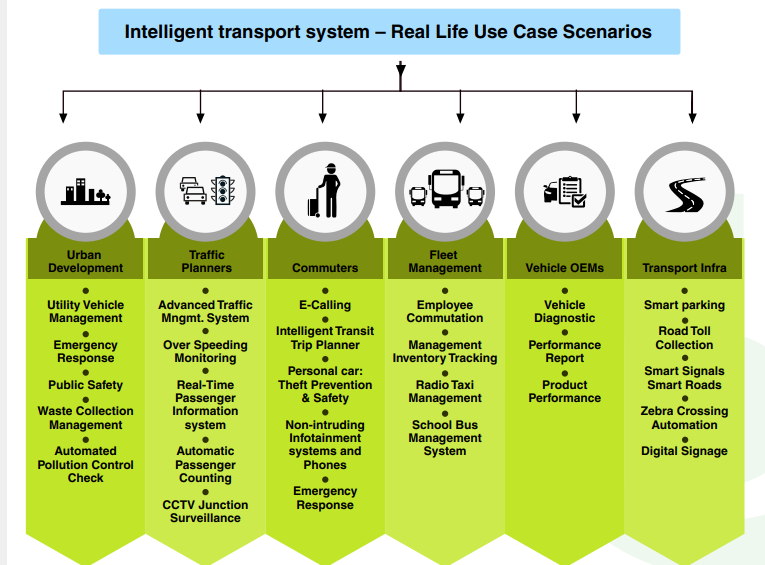 Intelligent transport system – Real Life Use Case Scenarios
Urban
Development
Utility Vehicle
Management
Emergency
Response
Public Safety
Waste Collection
Management
Automated
Pollution Control
Check
Traffic
Planners
Advanced Traffic
Mngmt. System
Over Speeding
Monitoring
Real-Time
Passenger
Information
system
Automatic
Passenger
Counting
CCTV Junction
Surveillance
Commuters
E-Calling
Intelligent Transit
Trip Planner
Personal car:
Theft Prevention
& Safety
Non-intruding
Infotainment
systems and
Phones
Emergency
Response
Fleet
Management
Employee
Commutation
Management
Inventory Tracking
Radio Taxi
Management
School Bus
Management
System
Vehicle OEMs
Vehicle
Diagnostic
Performance
Report
Product
Performance
Transport Infra
Smart parking
Road Toll
Collection
Smart Signals
Smart Roads
Zebra Crossing
Automation
Digital Signage